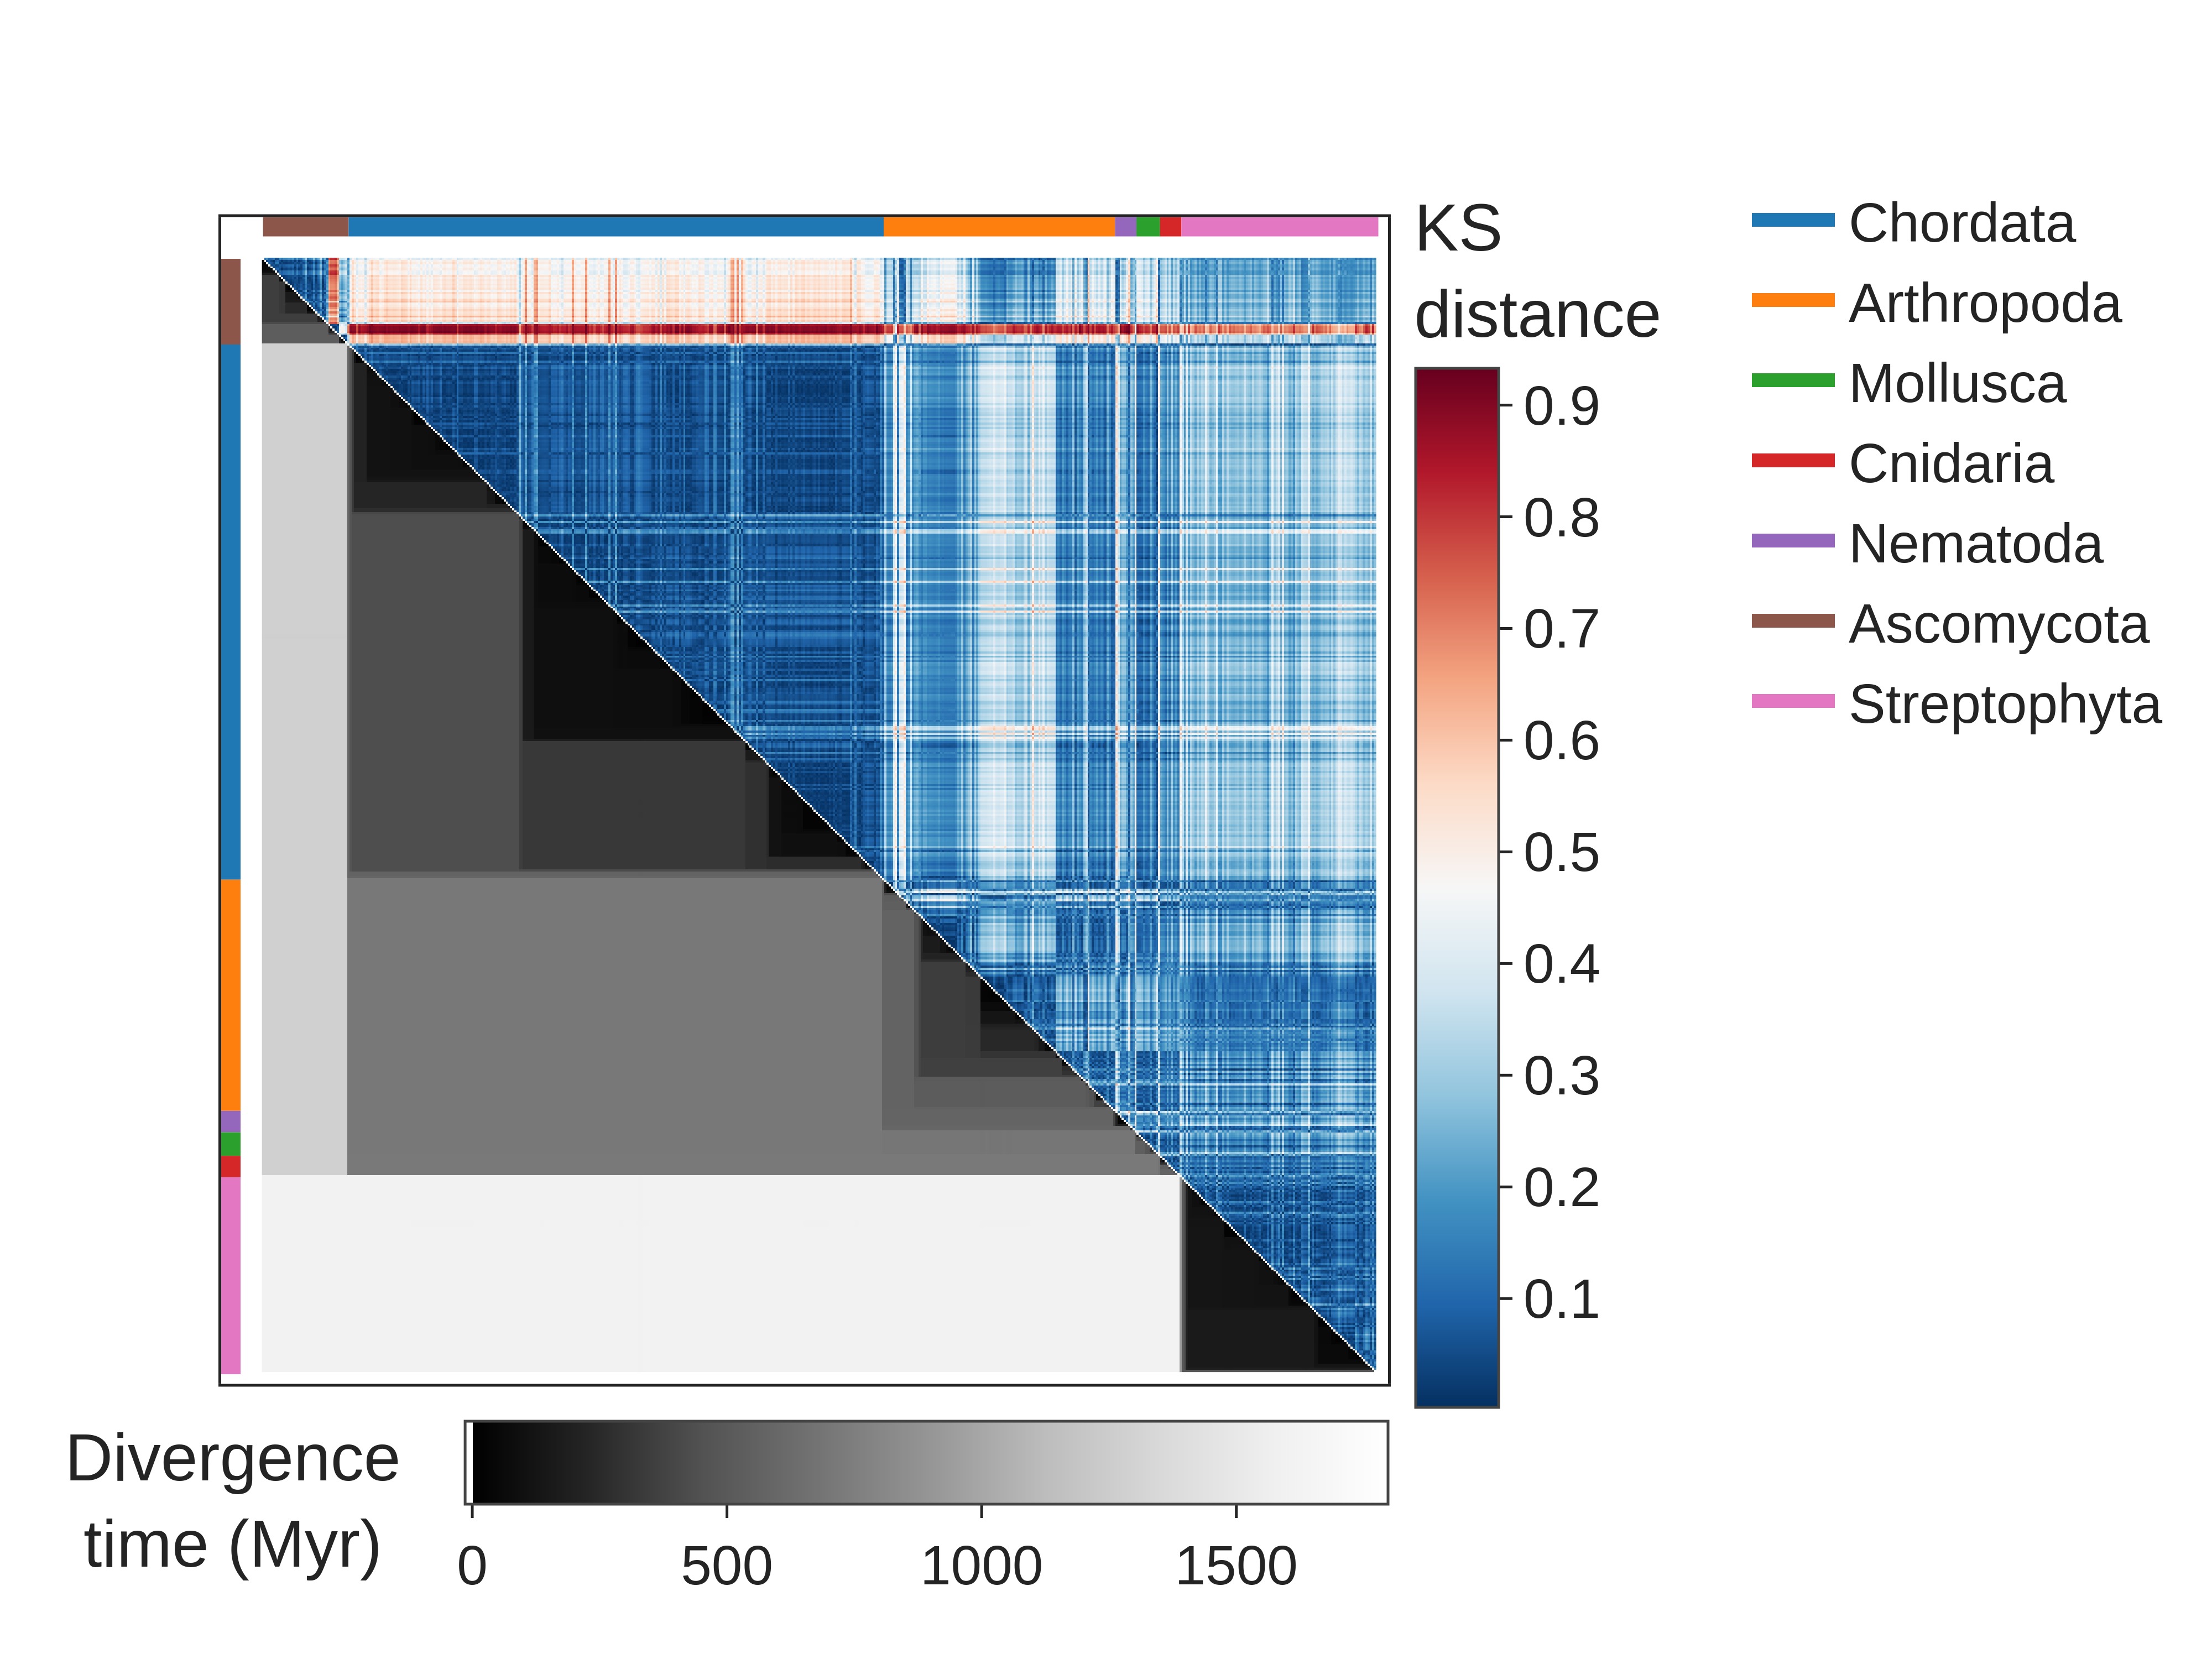 KS
distance
0.9
0.8
0.7
0.6
0.5
0.4
0.3
0.2
0.1
Chordata
Arthropoda
Mollusca
Cnidaria
Nematoda
Ascomycota
Streptophyta
Divergence
time (Myr)
0 500 1000 1500